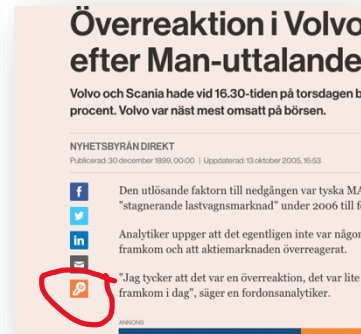 Överreaktion i Volvo
efter Man-uttalande
Volvo och Scania hade vid 16.30-tiden på torsdagen
procent. Volvo var näst mest omsatt på börsen.
NYHETSBYRÅN DIREKT
Publicerad: 30 december 1899, 00:00 | Uppdaterad: 13 oktober 2005, 16:53
f
in
Den utlösande faktorn till nedgången var tyska
"stagnerande lastvagnsmarknad" under 2006 till
Analytiker uppger att det egentligen inte var
framkom och att aktiemarknaden överreagerat.
"Jag tycker att det var en överreaktion, det var lite
framkom i dag", säger en fordonsanalytiker.
ANNONS